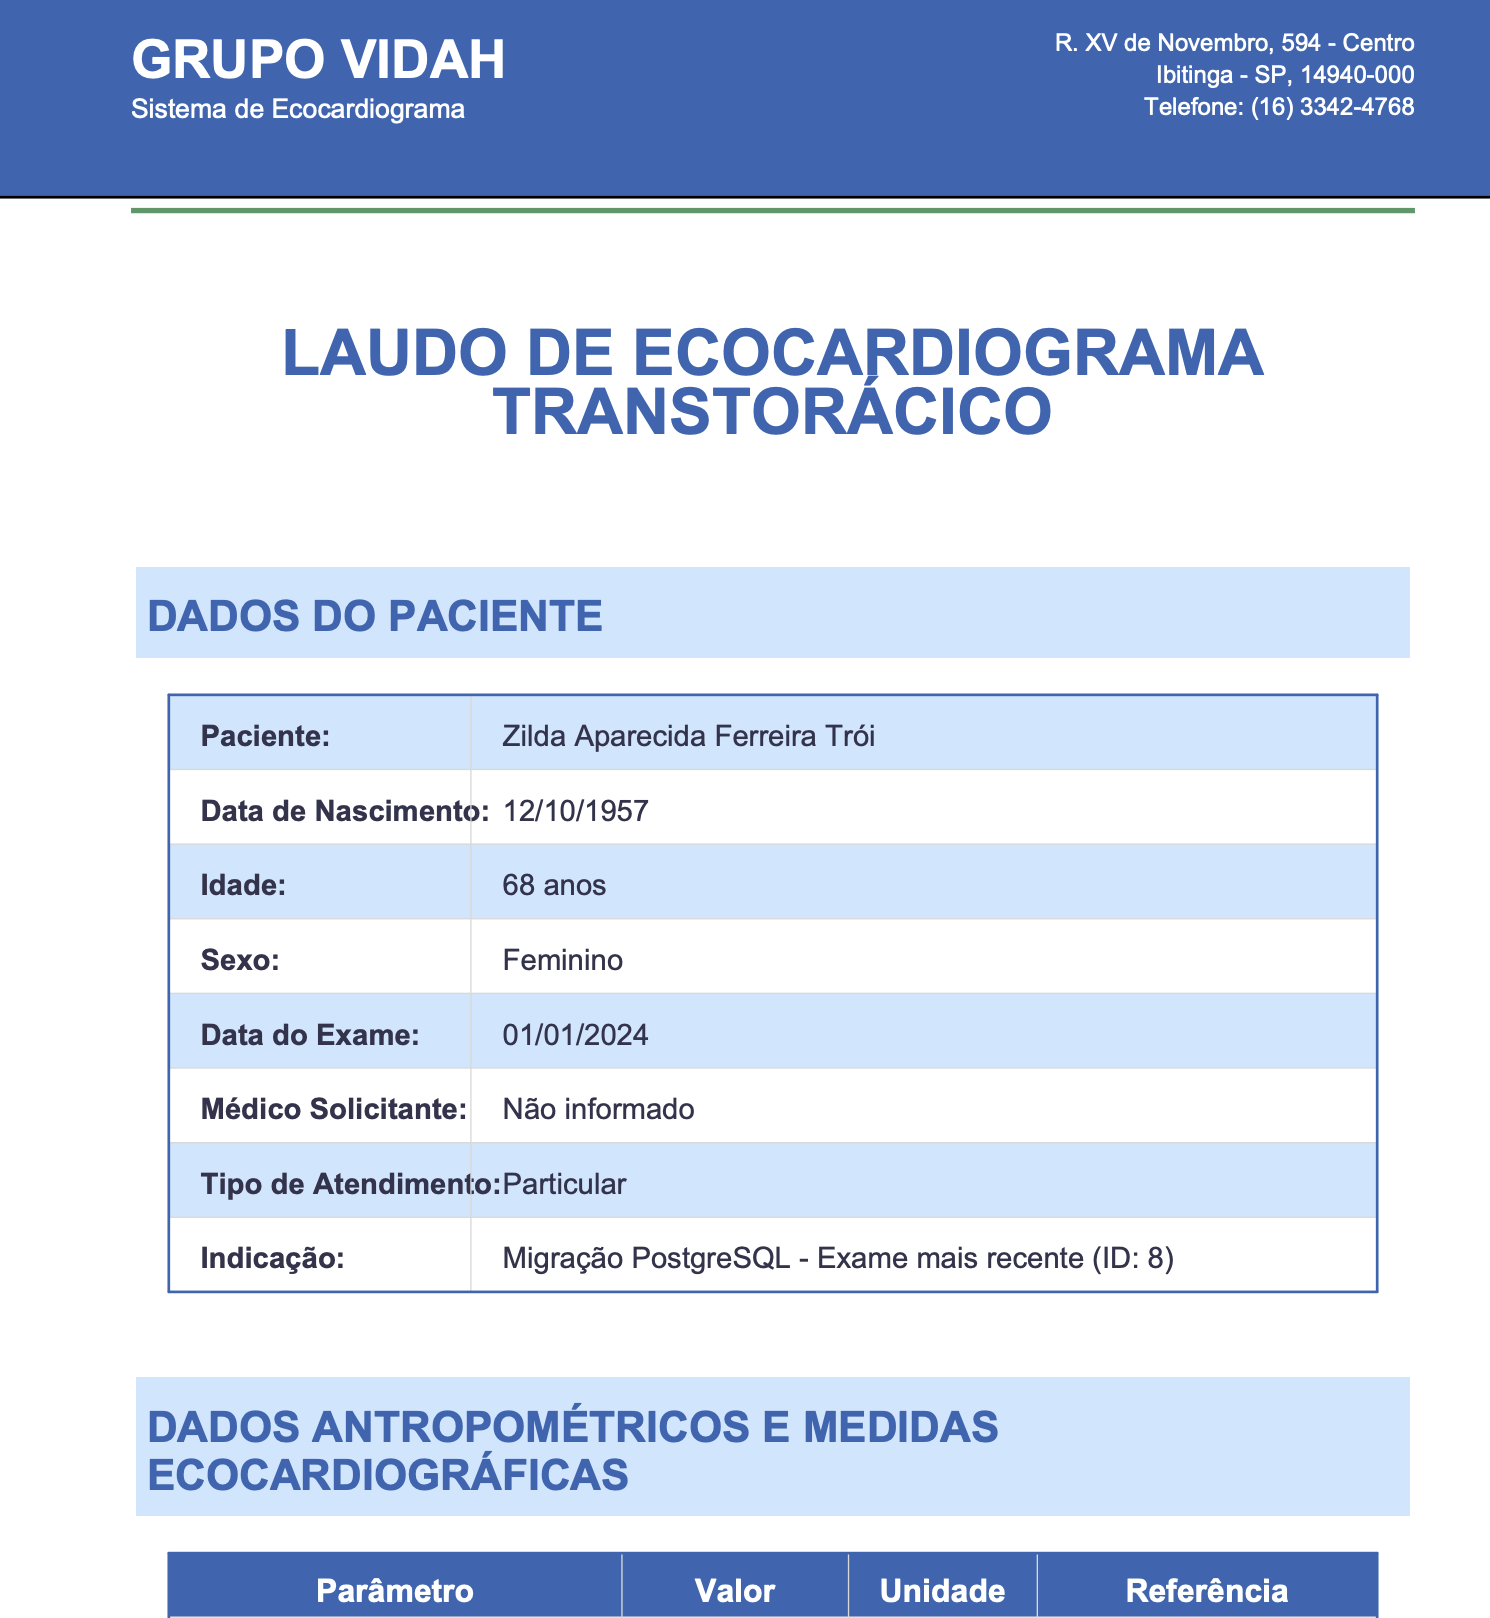 GRUPO VIDAH
Sistema de Ecocardiograma
R. XV de Novembro, 594 - Centro
Ibitinga - SP, 14940-000
Telefone: (16) 3342-4768
LAUDO DE ECOCARDIOGRAMA
TRANSTORÁCICO
DADOS DO PACIENTE
Paciente: Zilda Aparecida Ferreira Trói
Data de Nascimento: 12/10/1957
Idade: 68 anos
Sexo: Feminino
Data do Exame: 01/01/2024
Médico Solicitante: Não informado
Tipo de Atendimento: Particular
Indicação: Migração PostgreSQL - Exame mais recente (ID: 8)
DADOS ANTROPOMÉTRICOS E MEDIDAS
ECOCARDIOGRÁFICAS
Parâmetro Valor Unidade Referência